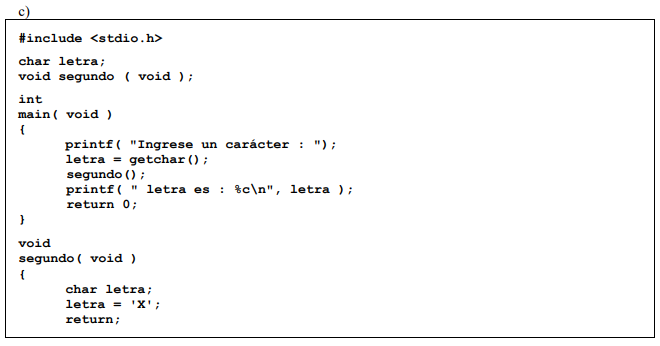 c)
#include <stdio.h>
char letra;
void segundo ( void );
int
main( void )
{
printf( "Ingrese un carácter : ");
letra = getchar();
segundo();
printf( " letra es : %c\n", letra );
return 0;
}
void
segundo( void )
{
char letra;
letra = 'X';
return;